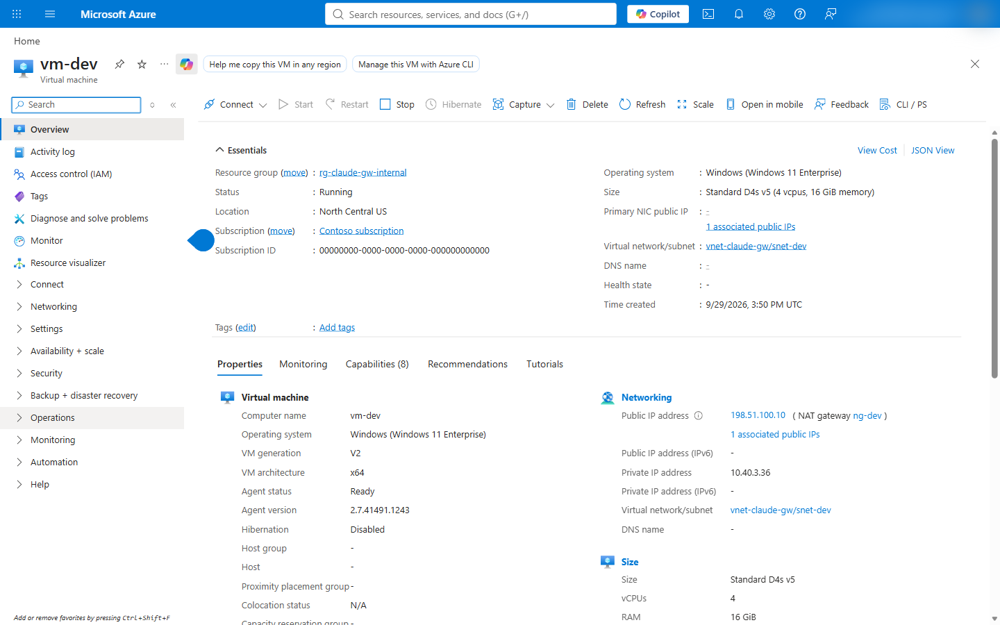 Microsoft Azure
Search resources, services, and docs (G+/)
Copilot
Home
vm-dev
Virtual machine
Help me copy this VM in any region
Manage this VM with Azure CLI
Search
Connect
Start
Restart
Stop
Hibernate
Capture
Delete
Refresh
Scale
Open in mobile
Feedback
CLI / PS
Overview
Activity log
Access control (IAM)
Tags
Diagnose and solve problems
Monitor
Resource visualizer
Connect
Networking
Settings
Availability + scale
Security
Backup + disaster recovery
Operations
Monitoring
Automation
Help
Add or remove favorites by pressing Ctrl+Shift+F
Essentials
View Cost
JSON View
Resource group (move) : rg-claude-gw-internal
Status : Running
Location : North Central US
Subscription (move) : Contoso subscription
Subscription ID : 00000000-0000-0000-0000-000000000000
Operating system : Windows (Windows 11 Enterprise)
Size : Standard D4s v5 (4 vcpus, 16 GiB memory)
Primary NIC public IP : -
1 associated public IPs
Virtual network/subnet : vnet-claude-gw/snet-dev
DNS name : -
Health state : -
Time created : 9/29/2026, 3:50 PM UTC
Tags (edit) : Add tags
Properties
Monitoring
Capabilities (8)
Recommendations
Tutorials
Virtual machine
Computer name vm-dev
Operating system Windows (Windows 11 Enterprise)
VM generation V2
VM architecture x64
Agent status Ready
Agent version 2.7.41491.1243
Hibernation Disabled
Host group -
Host -
Proximity placement group -
Colocation status N/A
Capacity reservation group -
Networking
Public IP address 198.51.100.10 ( NAT gateway ng-dev )
1 associated public IPs
Public IP address (IPv6) -
Private IP address 10.40.3.36
Private IP address (IPv6) -
Virtual network/subnet vnet-claude-gw/snet-dev
DNS name -
Size
Size Standard D4s v5
vCPUs 4
RAM 16 GiB